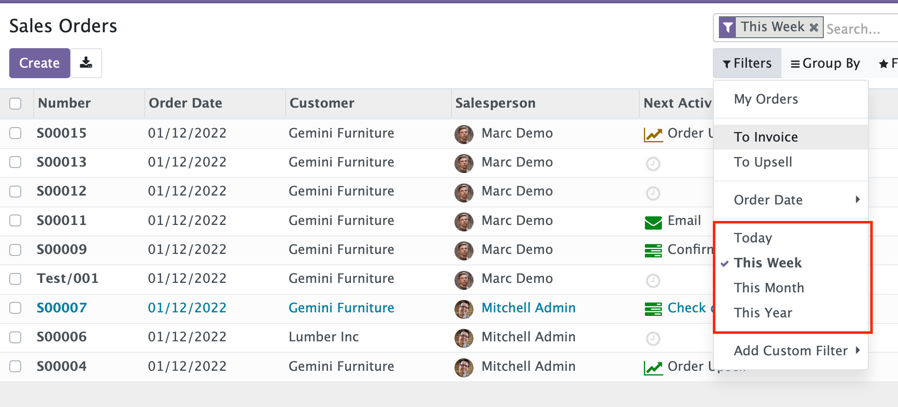 Sales Orders
This Week
Search...
Create
Filters
Group By
F
Number Order Date Customer Salesperson Next Activ
S00015 01/12/2022 Gemini Furniture Marc Demo Order U
S00013 01/12/2022 Gemini Furniture Marc Demo
S00012 01/12/2022 Gemini Furniture Marc Demo
S00011 01/12/2022 Gemini Furniture Marc Demo Email
S00009 01/12/2022 Gemini Furniture Marc Demo Confirm
Test/001 01/12/2022 Gemini Furniture Marc Demo
S00007 01/12/2022 Gemini Furniture Mitchell Admin Check
S00006 01/12/2022 Lumber Inc Mitchell Admin
S00004 01/12/2022 Gemini Furniture Mitchell Admin Order Upsell
My Orders
To Invoice
To Upsell
Order Date
Today
This Week
This Month
This Year
Add Custom Filter